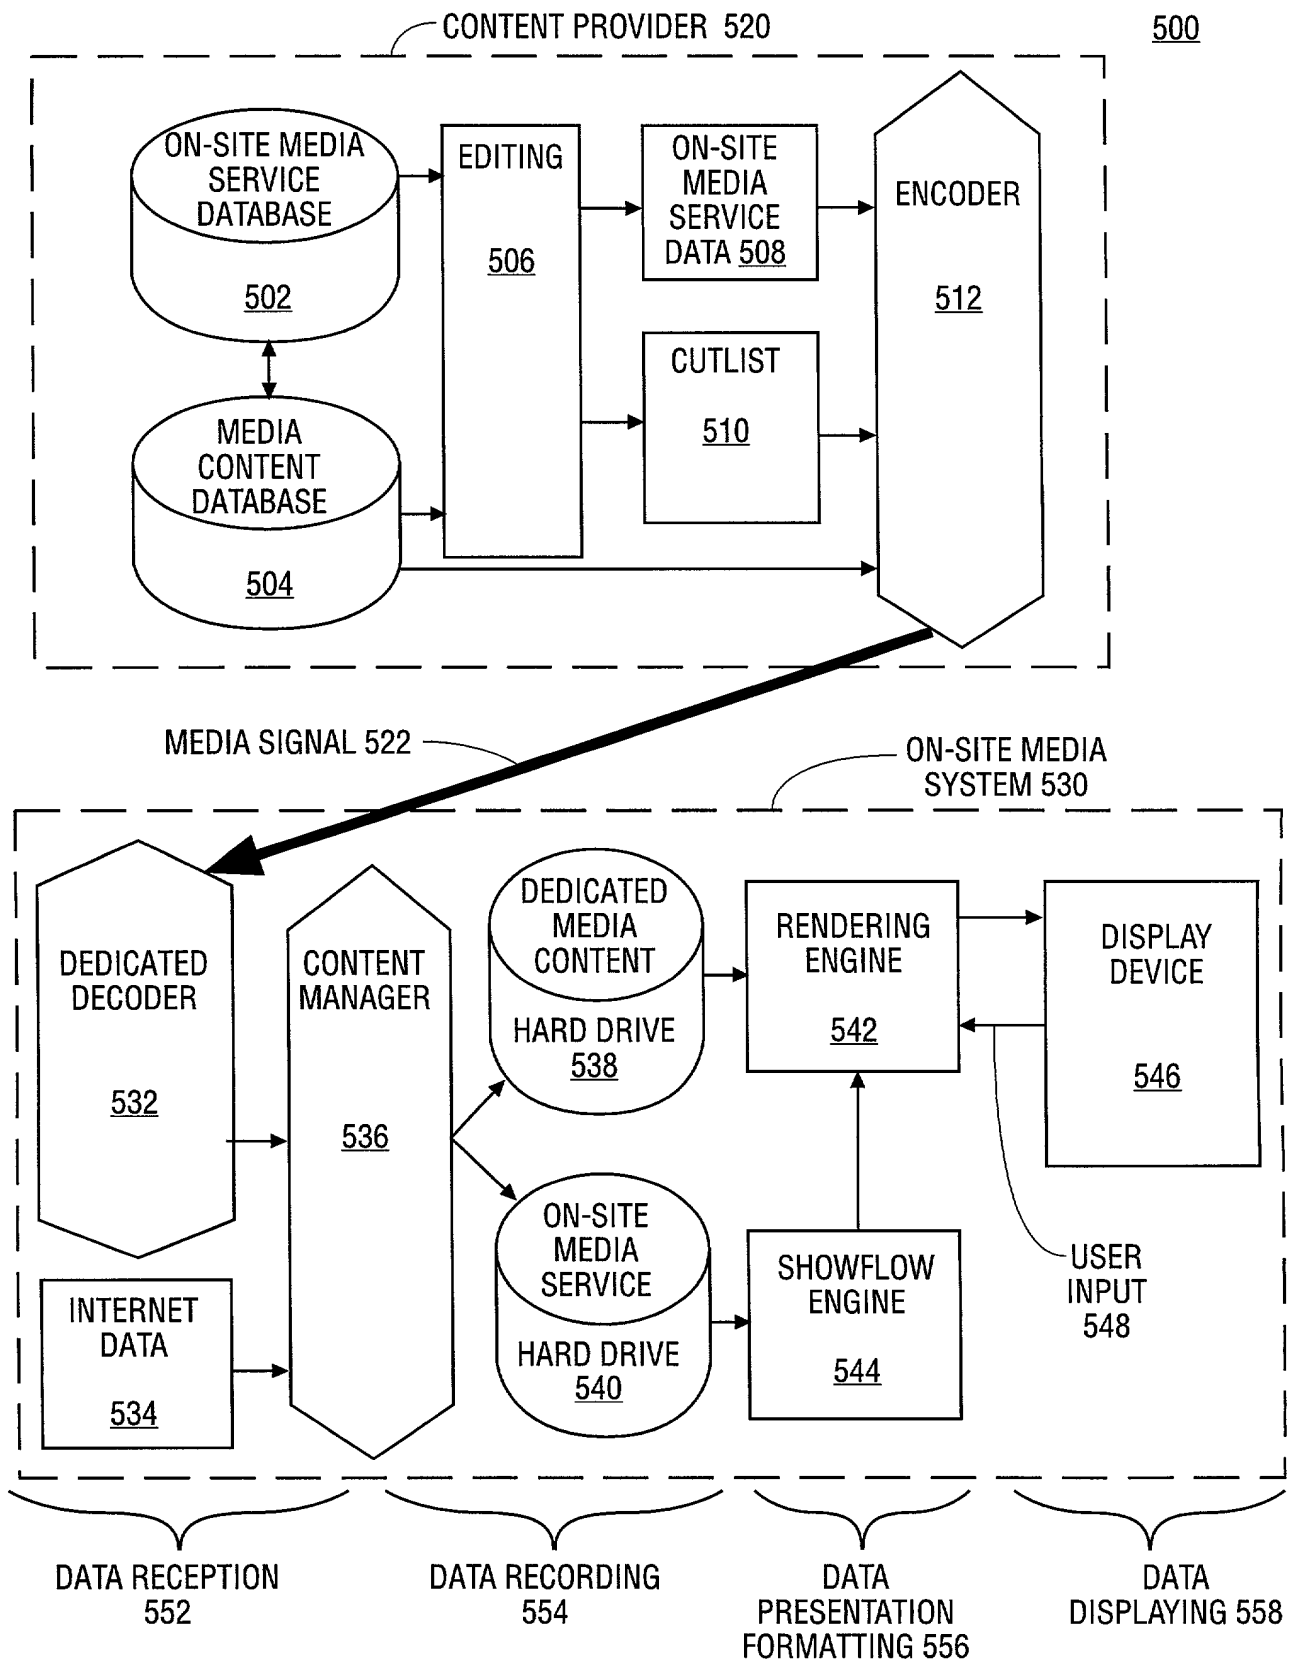 CONTENT PROVIDER 520
500
ON-SITE MEDIA
SERVICE
DATABASE
502
MEDIA
CONTENT
DATABASE
504
EDITING
506
ON-SITE
MEDIA
SERVICE
DATA 508
CUTLIST
510
ENCODER
512
MEDIA SIGNAL 522
ON-SITE MEDIA
SYSTEM 530
DEDICATED
DECODER
532
INTERNET
DATA
534
CONTENT
MANAGER
536
DEDICATED
MEDIA
CONTENT
HARD DRIVE
538
ON-SITE
MEDIA
SERVICE
HARD DRIVE
540
RENDERING
ENGINE
542
SHOWFLOW
ENGINE
544
DISPLAY
DEVICE
546
USER
INPUT
548
DATA RECEPTION
552
DATA RECORDING
554
DATA
PRESENTATION
FORMATTING 556
DATA
DISPLAYING 558